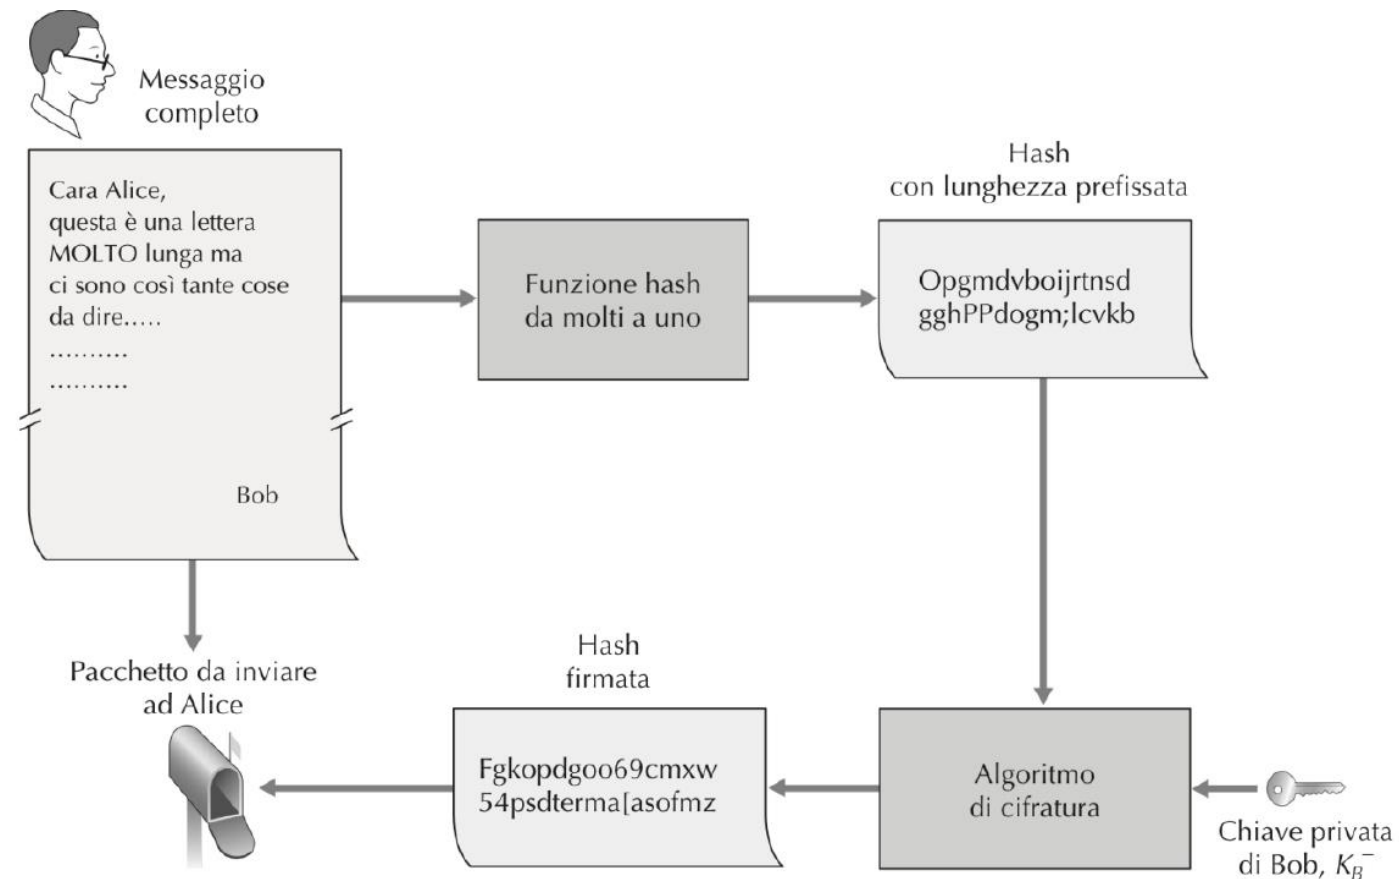 Messaggio
completo
Cara Alice,
questa è una lettera
MOLTO lunga ma
ci sono così tante cose
da dire.....
..........
..........
Bob
Funzione hash
da molti a uno
Hash
con lunghezza prefissata
Opgmdvboijrtnsd
gghPPdogm;lcvkb
Pacchetto da inviare
ad Alice
Hash
firmata
Fgkopdgoo69cmxw
54psdterma[asofmz
Algoritmo
di cifratura
Chiave privata
di Bob, K_B^−